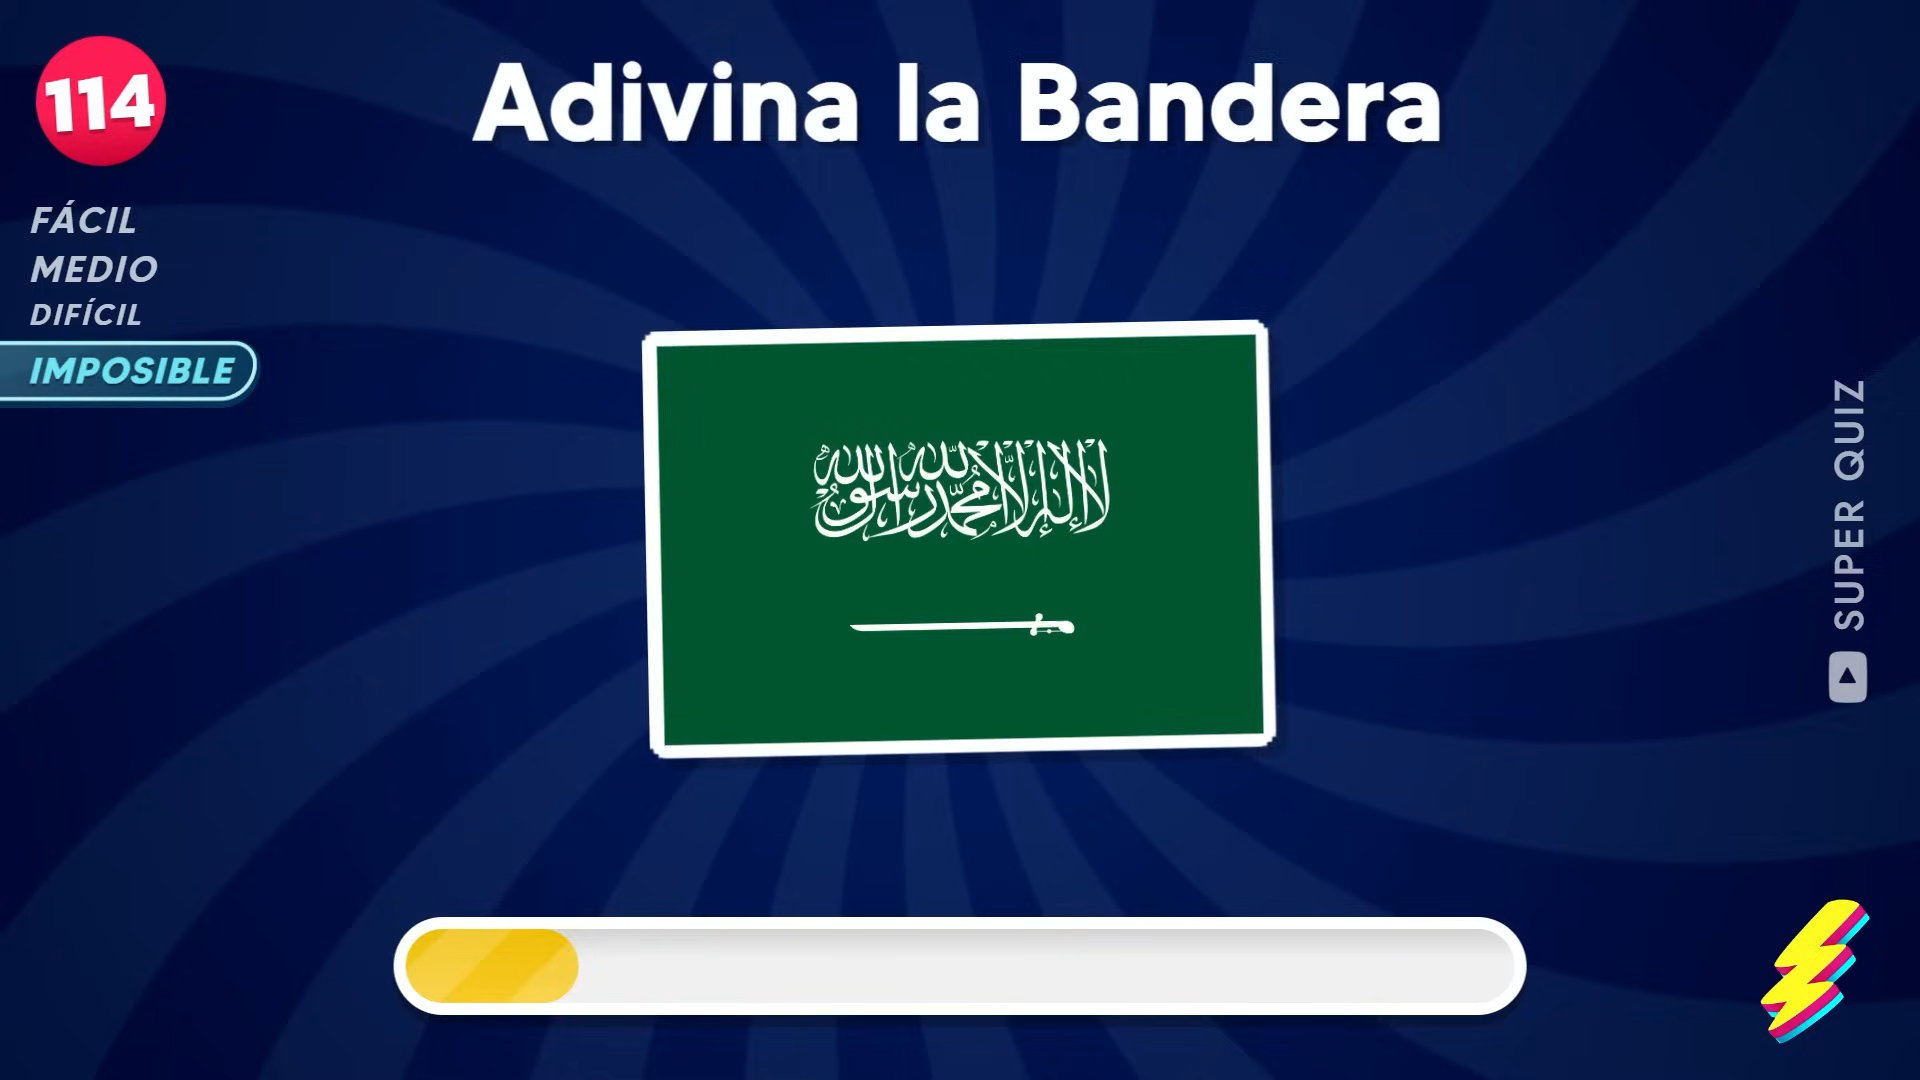 114
Adivina la Bandera
FÁCIL
MEDIO
DIFÍCIL
IMPOSIBLE
لا إله إلا الله محمد رسول الله
SUPER QUIZ